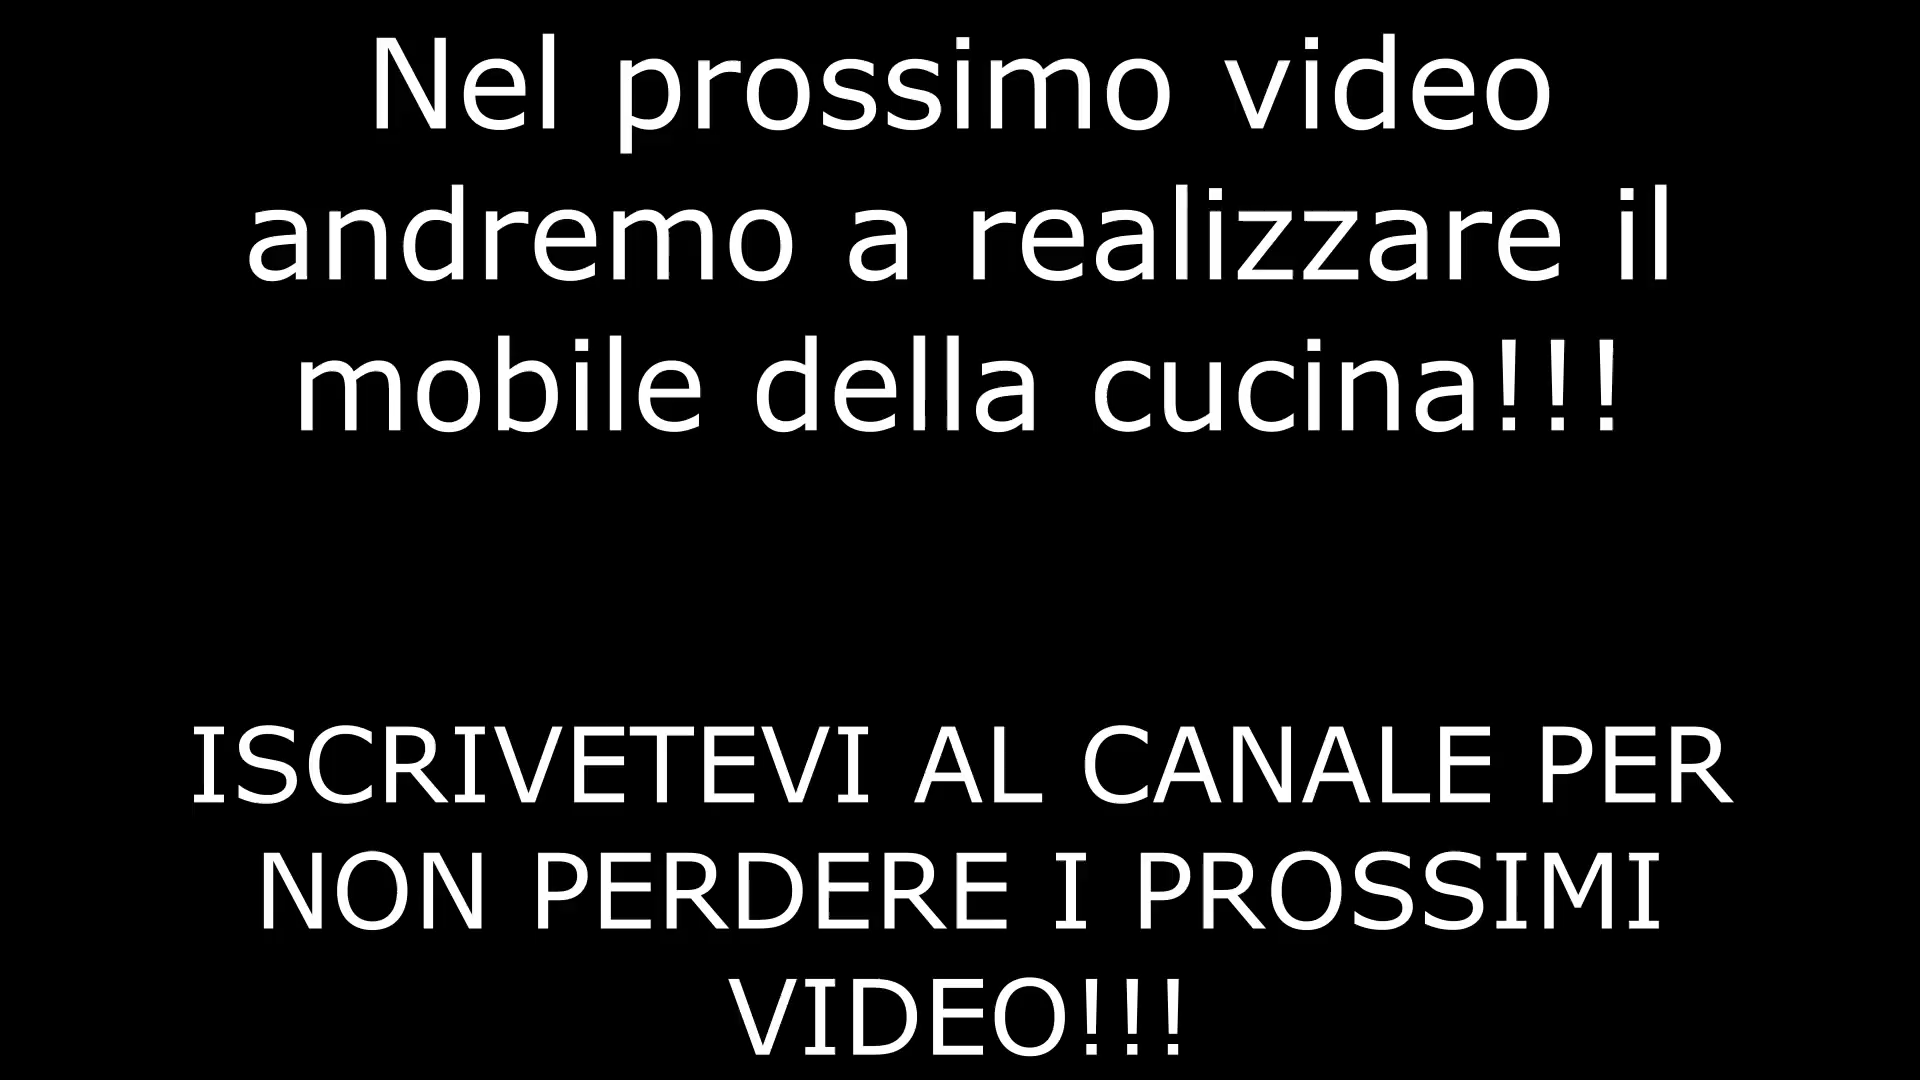 Nel prossimo video
andremo a realizzare il
mobile della cucina!!!
ISCRIVETEVI AL CANALE PER
NON PERDERE I PROSSIMI
VIDEO!!!